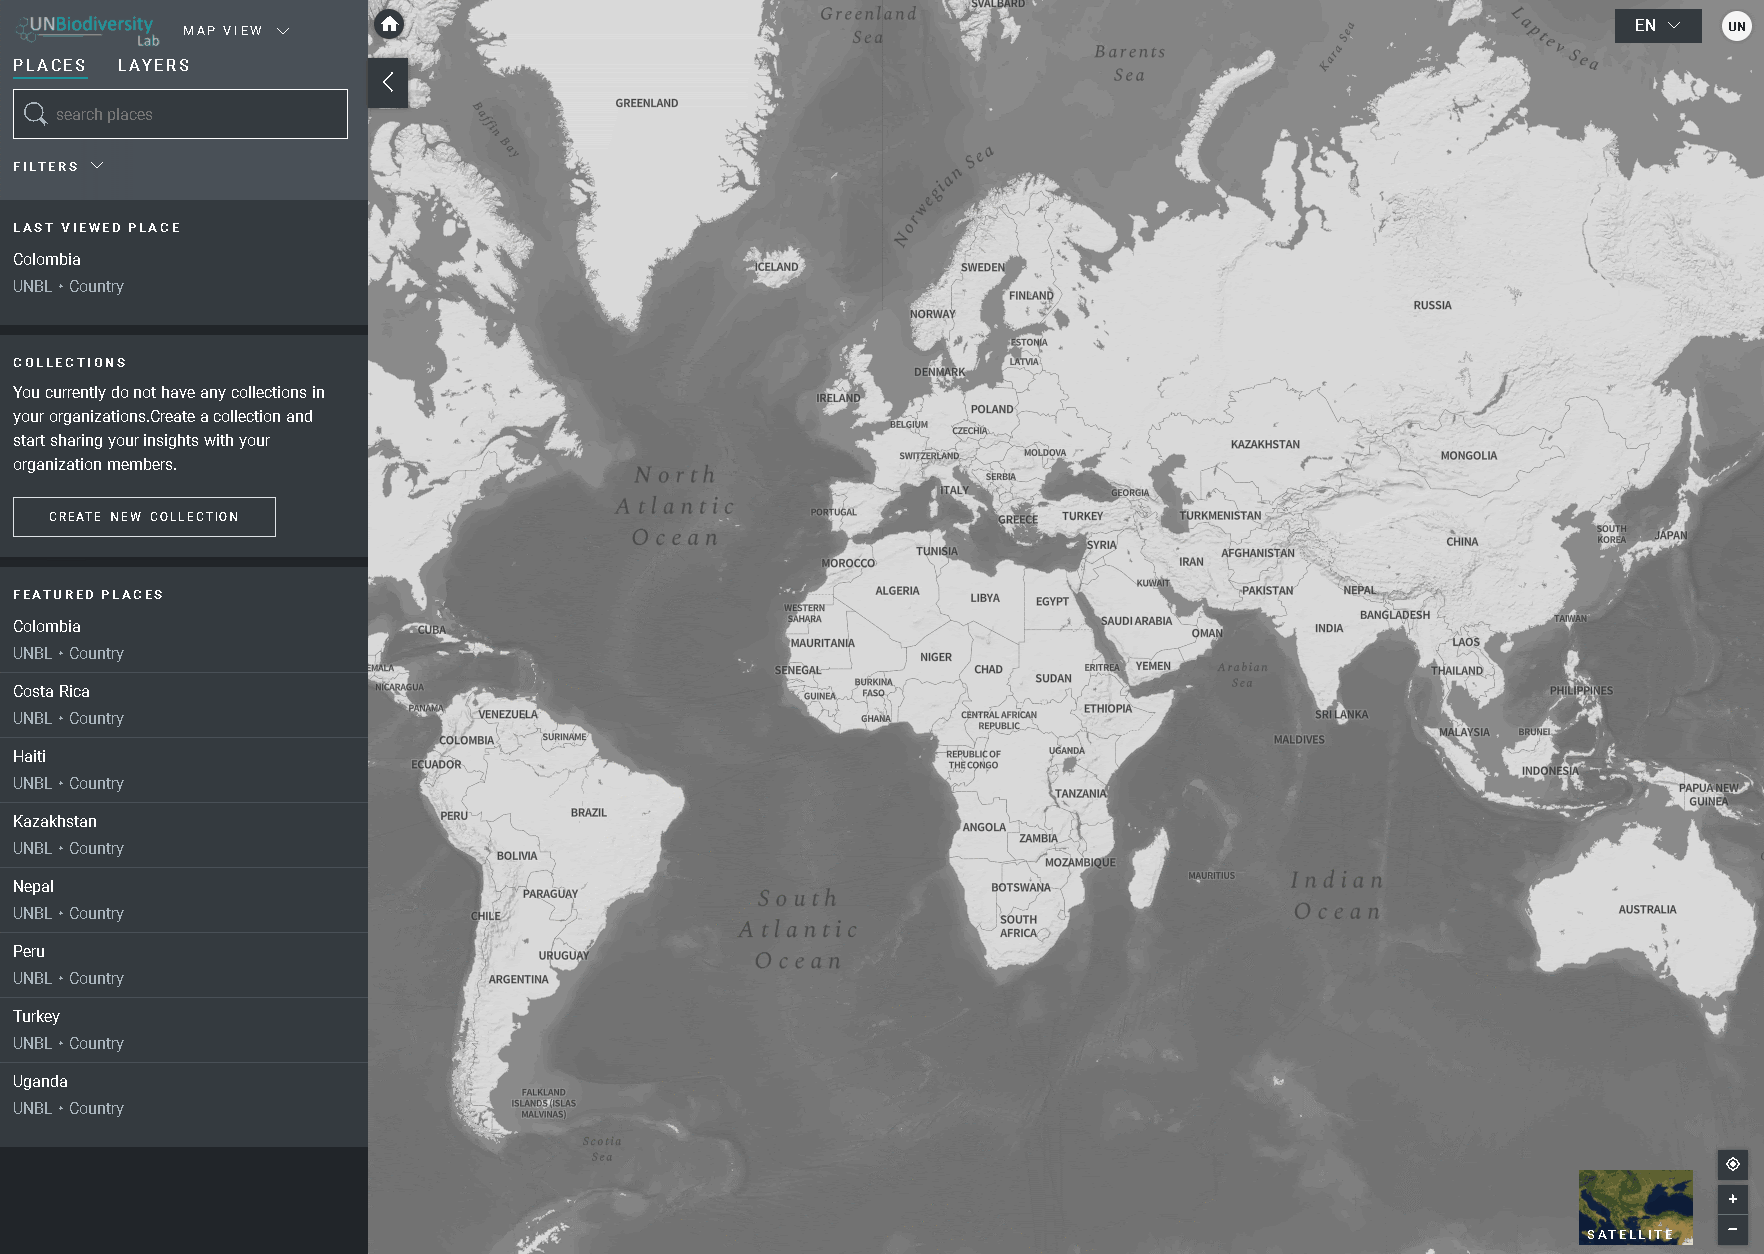 UNBiodiversity
Lab
MAP VIEW
PLACES LAYERS
search places
FILTERS
LAST VIEWED PLACE
Colombia
UNBL • Country
COLLECTIONS
You currently do not have any collections in
your organizations.Create a collection and
start sharing your insights with your
organization members.
CREATE NEW COLLECTION
FEATURED PLACES
Colombia
UNBL • Country
Costa Rica
UNBL • Country
Haiti
UNBL • Country
Kazakhstan
UNBL • Country
Nepal
UNBL • Country
Peru
UNBL • Country
Turkey
UNBL • Country
Uganda
UNBL • Country
EN
UN
SVALBARD
Greenland
Sea
Barents
Sea
Kara Sea
Laptev Sea
GREENLAND
Baffin Bay
Norwegian Sea
ICELAND
SWEDEN
FINLAND
NORWAY
RUSSIA
ESTONIA
LATVIA
DENMARK
IRELAND
POLAND
BELGIUM
CZECHIA
SWITZERLAND
MOLDOVA
KAZAKHSTAN
MONGOLIA
SERBIA
ITALY
GEORGIA
North
Atlantic
Ocean
PORTUGAL
GREECE
TURKEY
TURKMENISTAN
SOUTH
KOREA
JAPAN
CHINA
SYRIA
TUNISIA
AFGHANISTAN
MOROCCO
IRAN
KUWAIT
ALGERIA
LIBYA
EGYPT
PAKISTAN
NEPAL
WESTERN
SAHARA
BANGLADESH
TAIWAN
SAUDI ARABIA
OMAN
INDIA
CUBA
MAURITANIA
LAOS
NIGER
EMALA
SENEGAL
CHAD
ERITREA
YEMEN
Arabian
Sea
THAILAND
SUDAN
NICARAGUA
BURKINA
FASO
GUINEA
PHILIPPINES
PANAMA
VENEZUELA
GHANA
CENTRAL AFRICAN
REPUBLIC
ETHIOPIA
SRI LANKA
COLOMBIA
SURINAME
MALDIVES
MALAYSIA
BRUNEI
ECUADOR
REPUBLIC OF
THE CONGO
UGANDA
INDONESIA
TANZANIA
PAPUA NEW
GUINEA
PERU
BRAZIL
ANGOLA
ZAMBIA
BOLIVIA
MOZAMBIQUE
MAURITIUS
PARAGUAY
BOTSWANA
Indian
Ocean
CHILE
SOUTH
AFRICA
AUSTRALIA
South
Atlantic
Ocean
URUGUAY
ARGENTINA
FALKLAND
ISLANDS(ISLAS
MALVINAS)
Scotia
Sea
SATELLITE
+
−